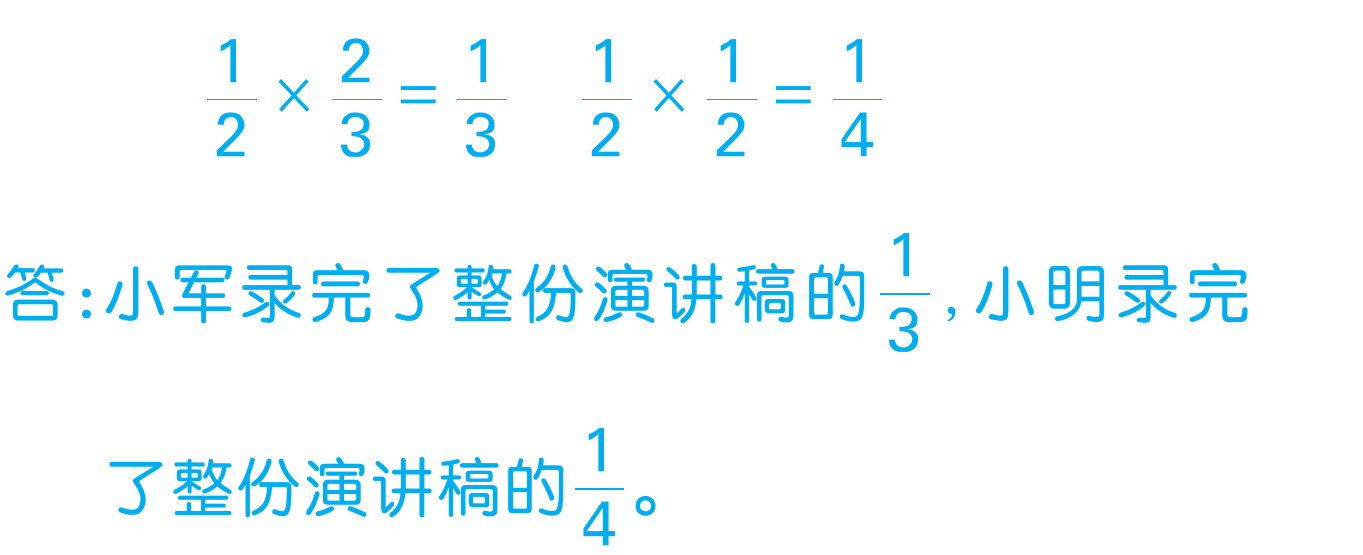 1/2 × 2/3 = 1/3  1/2 × 1/2 = 1/4
答:小军录完了整份演讲稿的1/3,小明录完
了整份演讲稿的1/4。